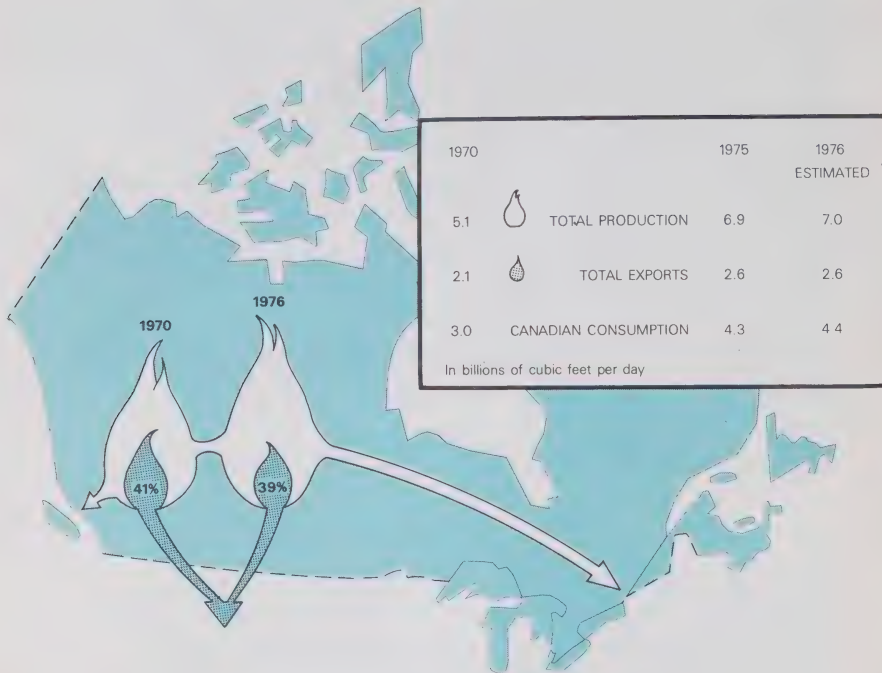 1970 1975 1976
ESTIMATED
5.1 TOTAL PRODUCTION 6.9 7.0
2.1 TOTAL EXPORTS 2.6 2.6
3.0 CANADIAN CONSUMPTION 4.3 4.4
In billions of cubic feet per day
1976
1970
41% 39%